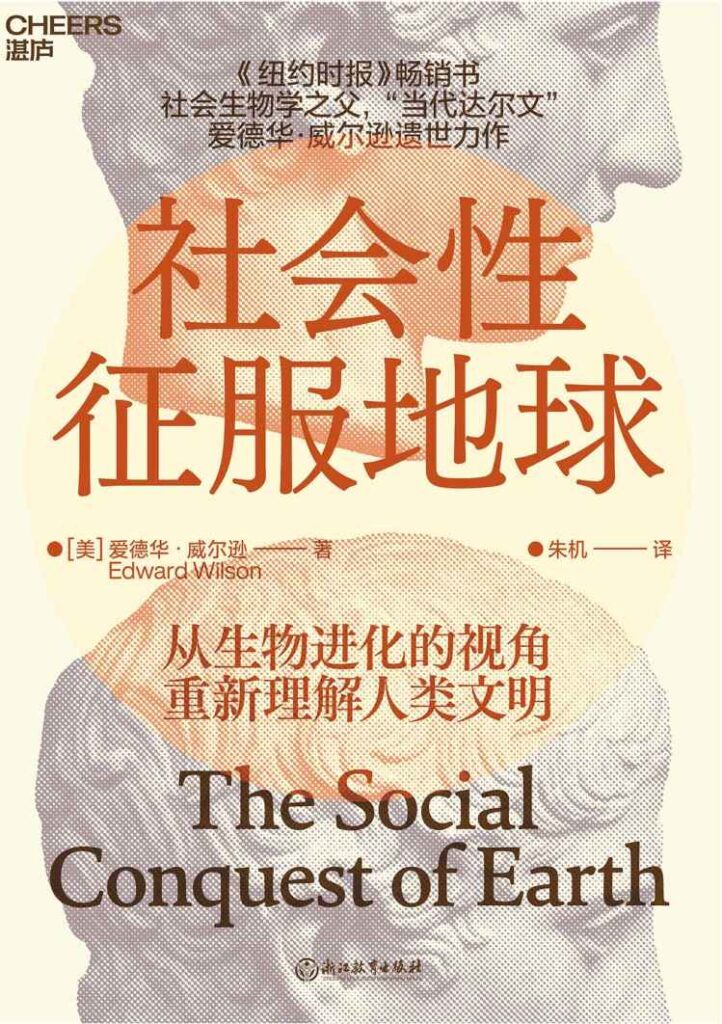 CHEERS
湛庐
《纽约时报》畅销书
社会生物学之父，“当代达尔文”
爱德华·威尔逊遗世力作
社会性
征服地球
[美] 爱德华·威尔逊 —— 著
Edward Wilson
朱机 —— 译
从生物进化的视角
重新理解人类文明
The Social
Conquest of Earth
浙江教育出版社